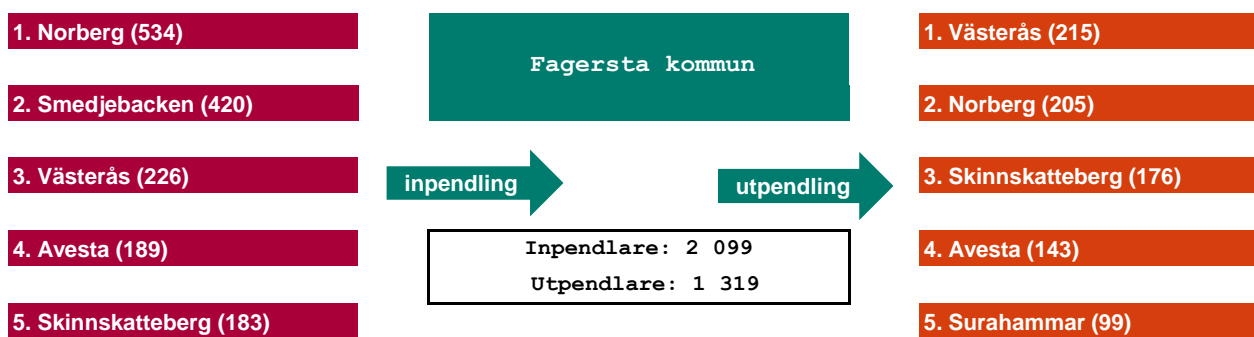 1. Norberg (534)
2. Smedjebacken (420)
3. Västerås (226)
4. Avesta (189)
5. Skinnskatteberg (183)
Fagersta kommun
inpendling
utpendling
Inpendlare: 2 099
Utpendlare: 1 319
1. Västerås (215)
2. Norberg (205)
3. Skinnskatteberg (176)
4. Avesta (143)
5. Surahammar (99)